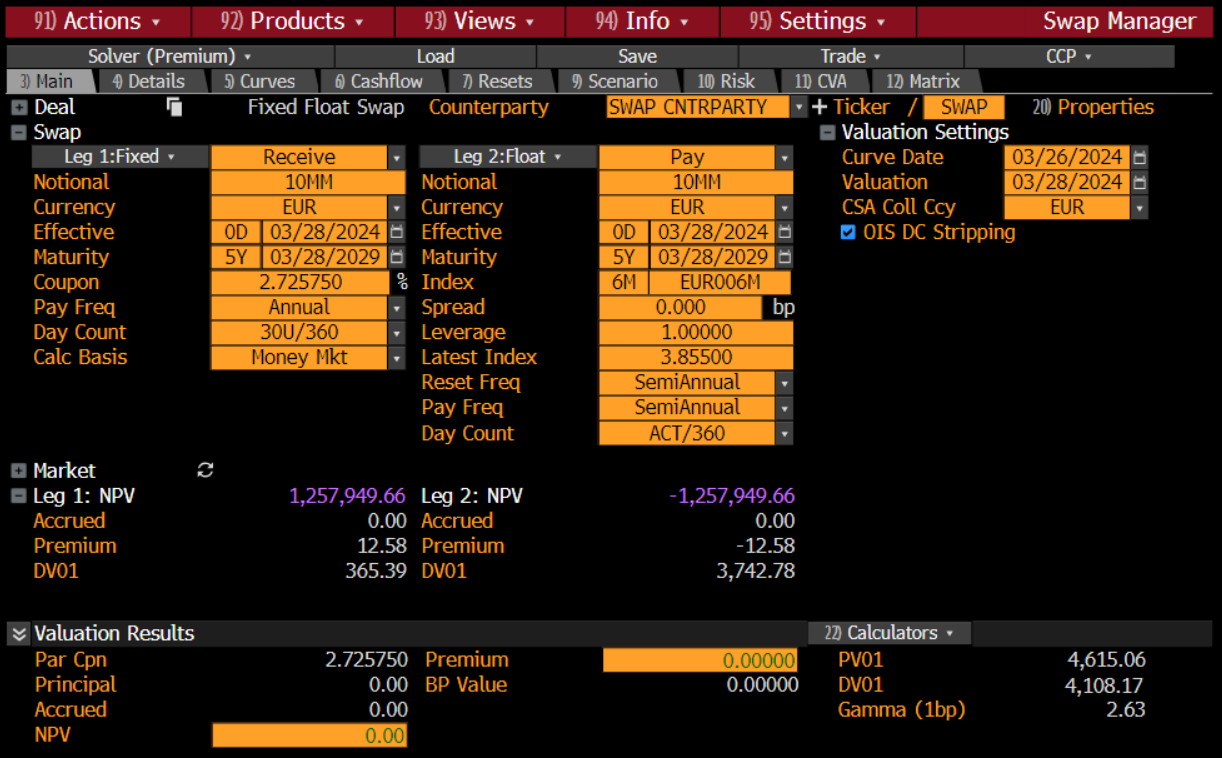 91) Actions 92) Products 93) Views 94) Info 95) Settings Swap Manager
Solver (Premium) Load Save Trade CCP
3) Main 4) Details 5) Curves 6) Cashflow 7) Resets 9) Scenario 10) Risk 11) CVA 12) Matrix
Deal Fixed Float Swap Counterparty SWAP CNTRPARTY + Ticker / SWAP 20) Properties
Swap Valuation Settings
Leg 1:Fixed Receive Leg 2:Float Pay Curve Date 03/26/2024
Notional 10MM Notional 10MM Valuation 03/28/2024
Currency EUR Currency EUR CSA Coll Ccy EUR
Effective 0D 03/28/2024 Effective 0D 03/28/2024 OIS DC Stripping
Maturity 5Y 03/28/2029 Maturity 5Y 03/28/2029
Coupon 2.725750 % Index 6M EUR006M
Pay Freq Annual Spread 0.000 bp
Day Count 30U/360 Leverage 1.00000
Calc Basis Money Mkt Latest Index 3.85500
Reset Freq SemiAnnual
Pay Freq SemiAnnual
Day Count ACT/360
Market
Leg 1: NPV 1,257,949.66 Leg 2: NPV -1,257,949.66
Accrued 0.00 Accrued 0.00
Premium 12.58 Premium -12.58
DV01 365.39 DV01 3,742.78
Valuation Results 22) Calculators
Par Cpn 2.725750 Premium 0.00000 PV01 4,615.06
Principal 0.00 BP Value 0.00000 DV01 4,108.17
Accrued 0.00 Gamma (1bp) 2.63
NPV 0.00